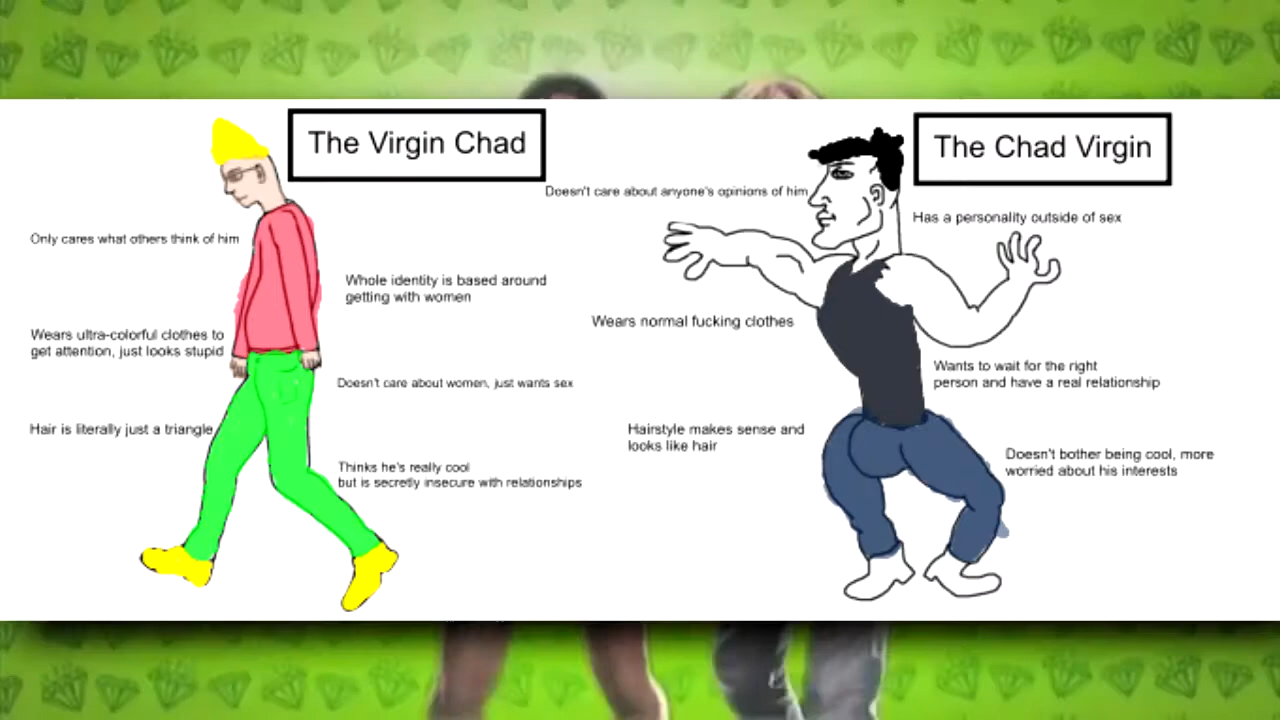 The Virgin Chad
Only cares what others think of him
Whole identity is based around
getting with women
Wears ultra-colorful clothes to
get attention, just looks stupid
Doesn't care about women, just wants sex
Hair is literally just a triangle
Thinks he's really cool
but is secretly insecure with relationships
The Chad Virgin
Doesn't care about anyone's opinions of him
Has a personality outside of sex
Wears normal fucking clothes
Wants to wait for the right
person and have a real relationship
Hairstyle makes sense and
looks like hair
Doesn't bother being cool, more
worried about his interests